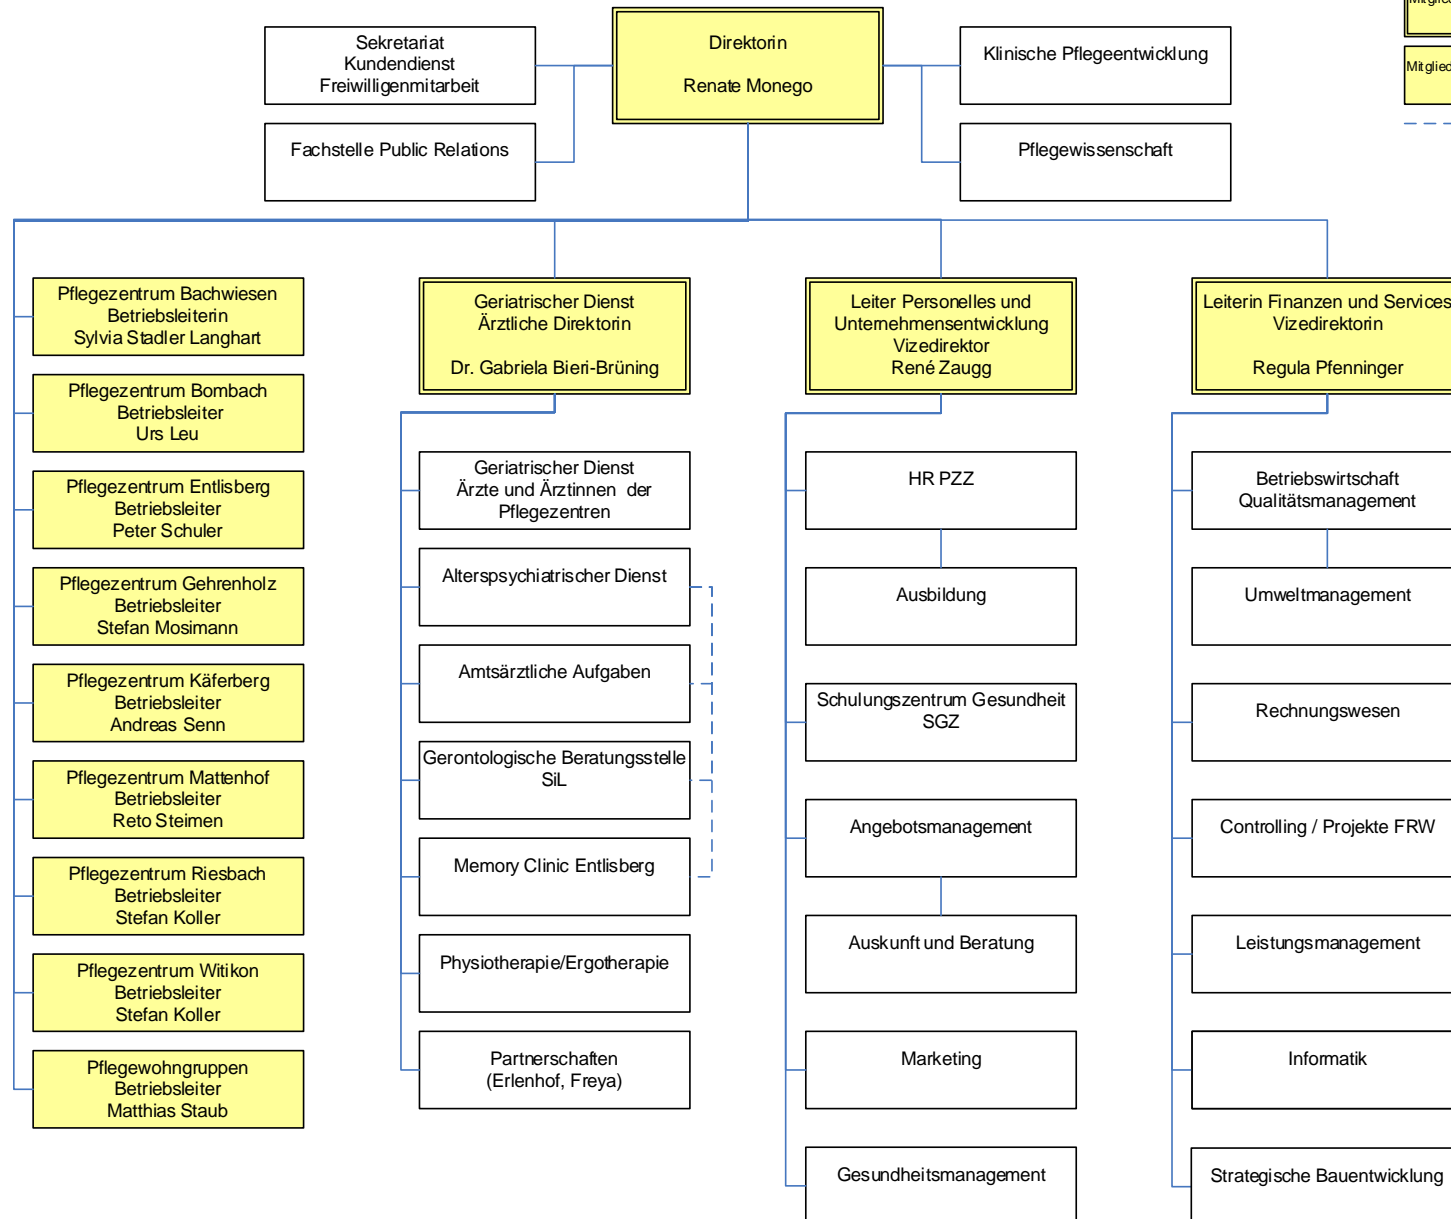 Mitglied
Mitglied
Sekretariat
Kundendienst
Freiwilligenmitarbeit
Direktorin
Renate Monego
Klinische Pflegeentwicklung
Fachstelle Public Relations
Pflegewissenschaft
Pflegezentrum Bachwiesen
Betriebsleiterin
Sylvia Stadler Langhart
Pflegezentrum Bombach
Betriebsleiter
Urs Leu
Pflegezentrum Entlisberg
Betriebsleiter
Peter Schuler
Pflegezentrum Gehrenholz
Betriebsleiter
Stefan Mosimann
Pflegezentrum Käferberg
Betriebsleiter
Andreas Senn
Pflegezentrum Mattenhof
Betriebsleiter
Reto Steimen
Pflegezentrum Riesbach
Betriebsleiter
Stefan Koller
Pflegezentrum Witikon
Betriebsleiter
Stefan Koller
Pflegewohngruppen
Betriebsleiter
Matthias Staub
Geriatrischer Dienst
Ärztliche Direktorin
Dr. Gabriela Bieri-Brüning
Geriatrischer Dienst
Ärzte und Ärztinnen der
Pflegezentren
Alterspsychiatrischer Dienst
Amtsärztliche Aufgaben
Gerontologische Beratungsstelle
SiL
Memory Clinic Entlisberg
Physiotherapie/Ergotherapie
Partnerschaften
(Erlenhof, Freya)
Leiter Personelles und
Unternehmensentwicklung
Vizedirektor
René Zaugg
HR PZZ
Ausbildung
Schulungszentrum Gesundheit
SGZ
Angebotsmanagement
Auskunft und Beratung
Marketing
Gesundheitsmanagement
Leiterin Finanzen und Services
Vizedirektorin
Regula Pfenninger
Betriebswirtschaft
Qualitätsmanagement
Umweltmanagement
Rechnungswesen
Controlling / Projekte FRW
Leistungsmanagement
Informatik
Strategische Bauentwicklung